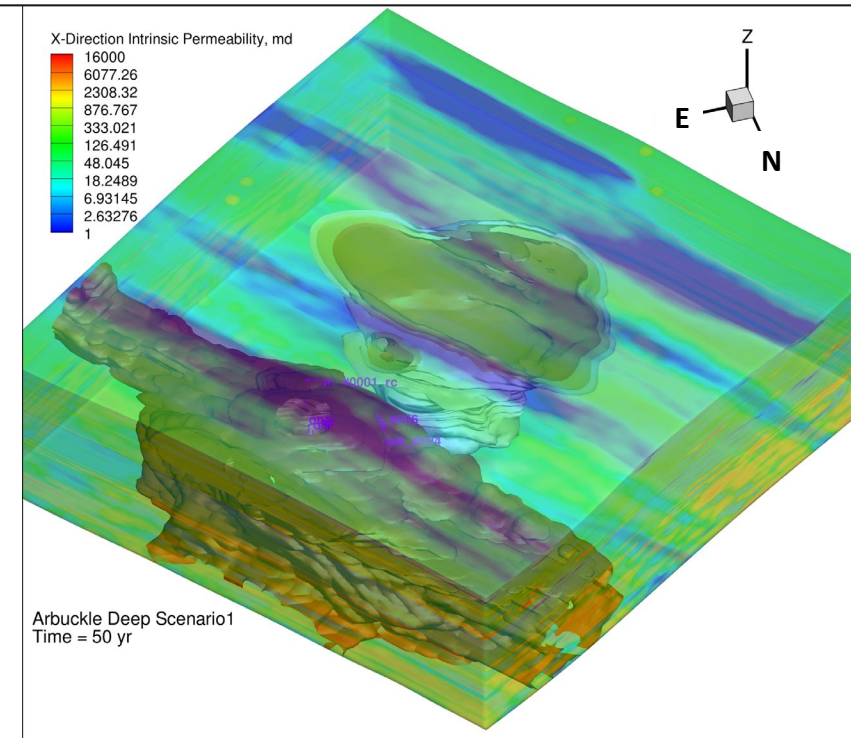 X-Direction Intrinsic Permeability, md
16000
6077.26
2308.32
876.767
333.021
126.491
48.045
18.2489
6.93145
2.63276
1
Z
E
N
Arbuckle Deep Scenario1
Time = 50 yr